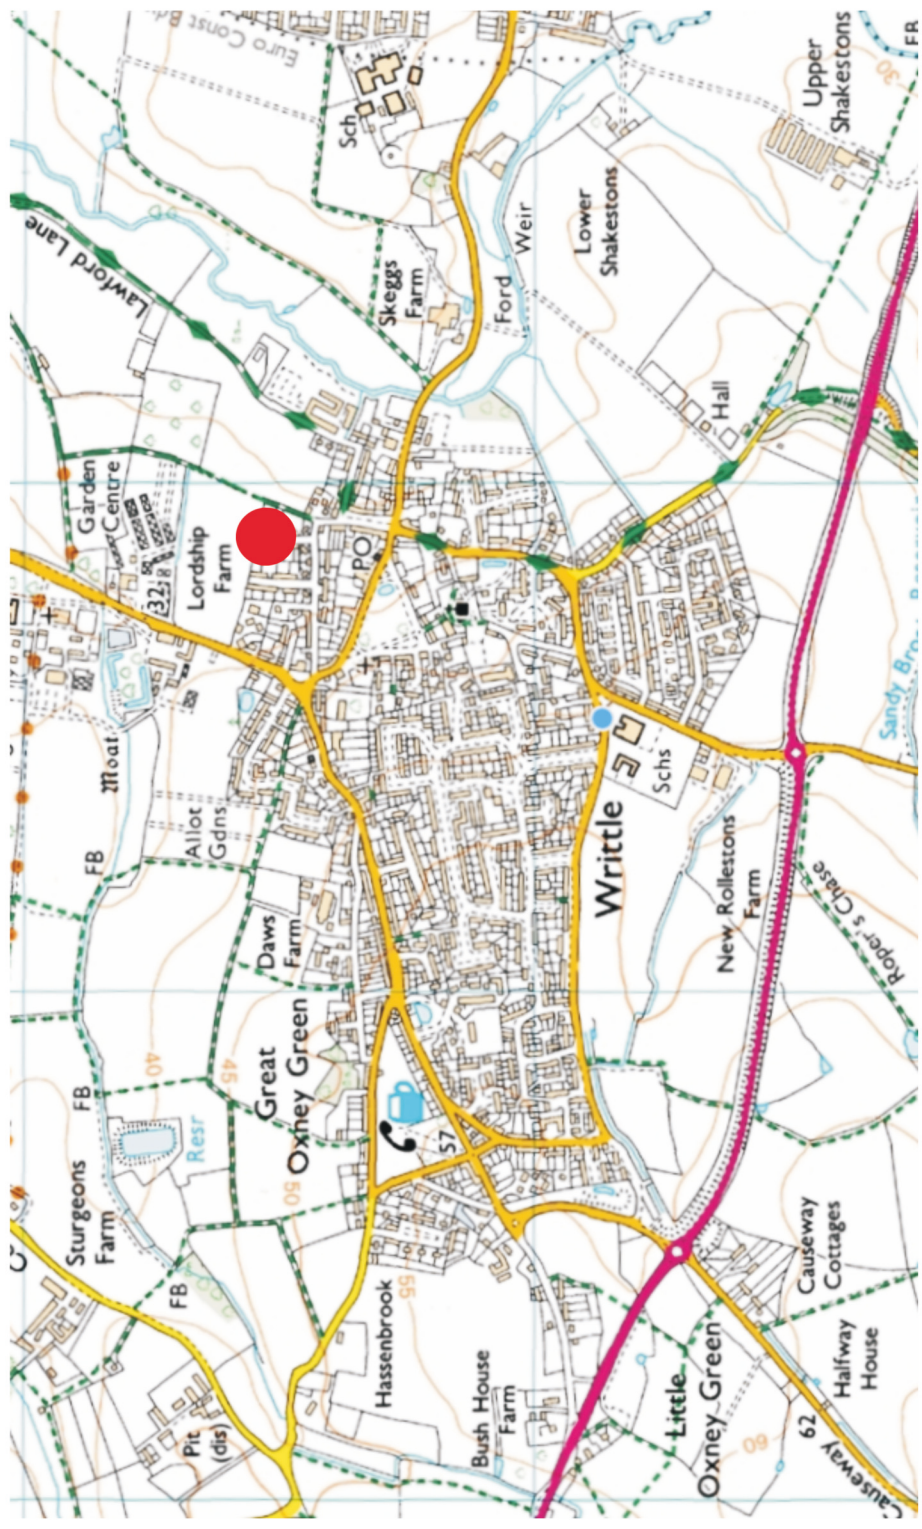 Sturgeons
Farm
FB
FB
Moat
Garden
Centre
Lawford Lane
40
Pit
(dis)
FB
Resr
Allot
Gdns
32
Lordship
Farm
45
Daws
Farm
Great
Oxney Green
50
Euro Const
Sch
PO
Hassenbrook
55
57
Skeggs
Farm
Bush House
Farm
Ford
Weir
Writtle
Lower
Shakestons
Little
Oxney Green
Schs
Hall
New Rollestons
Farm
60
62
Causeway
Cottages
Roper's Chase
Upper
Shakestons
Halfway
House
Causeway
30
Sandy Bro
FB